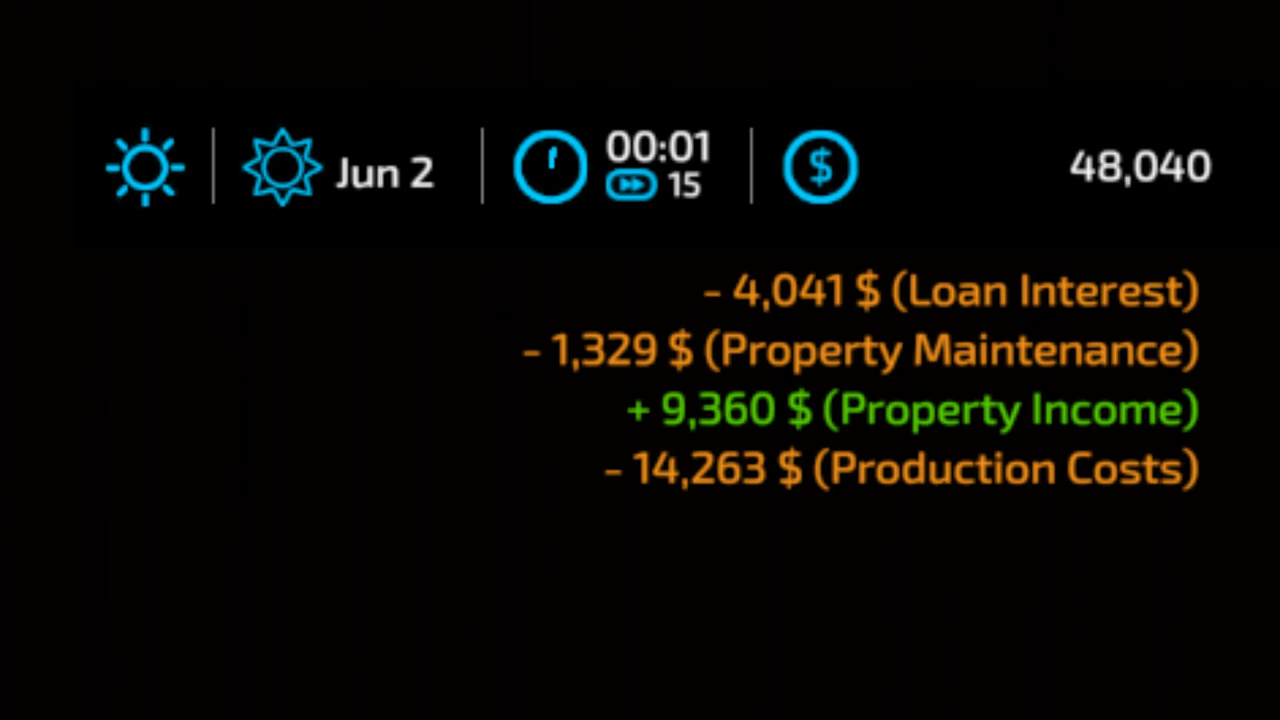 Jun 2
00:01
15
$
48,040
- 4,041 $ (Loan Interest)
- 1,329 $ (Property Maintenance)
+ 9,360 $ (Property Income)
- 14,263 $ (Production Costs)